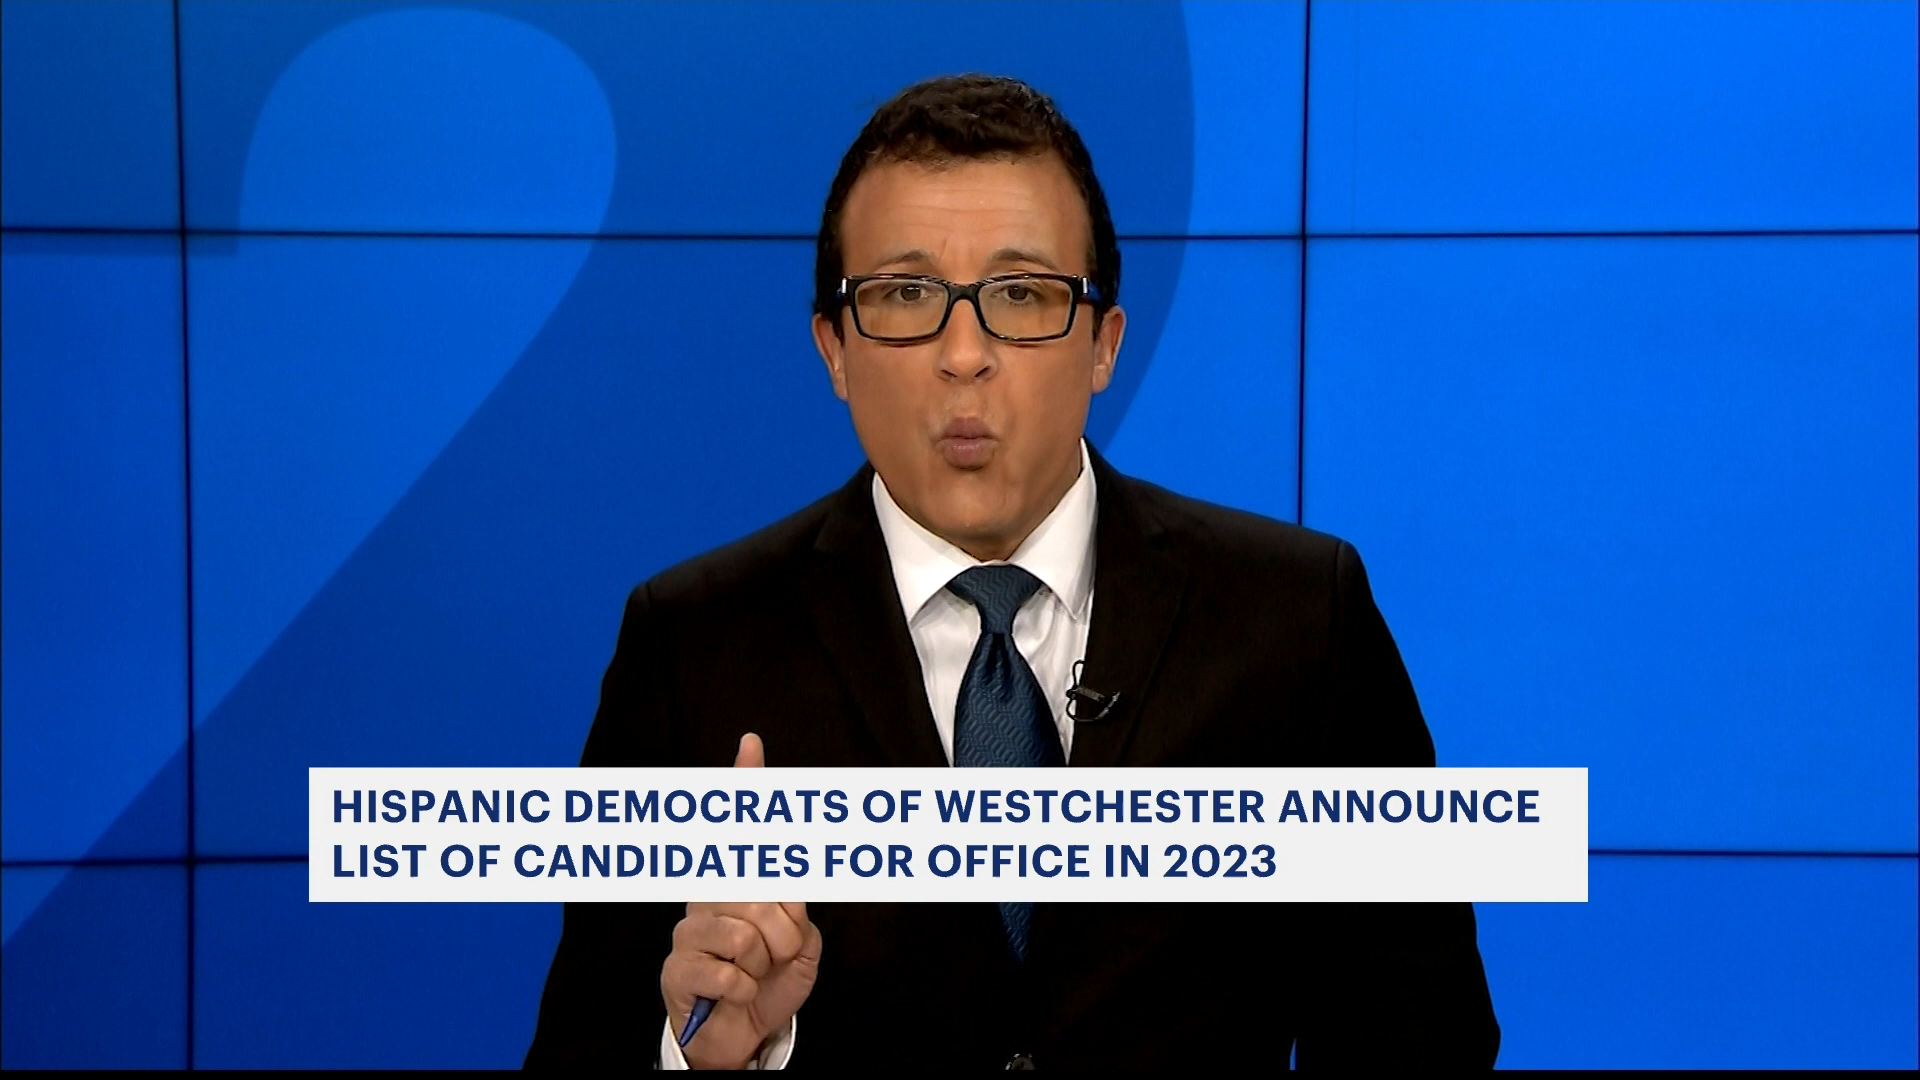 HISPANIC DEMOCRATS OF WESTCHESTER ANNOUNCE
LIST OF CANDIDATES FOR OFFICE IN 2023